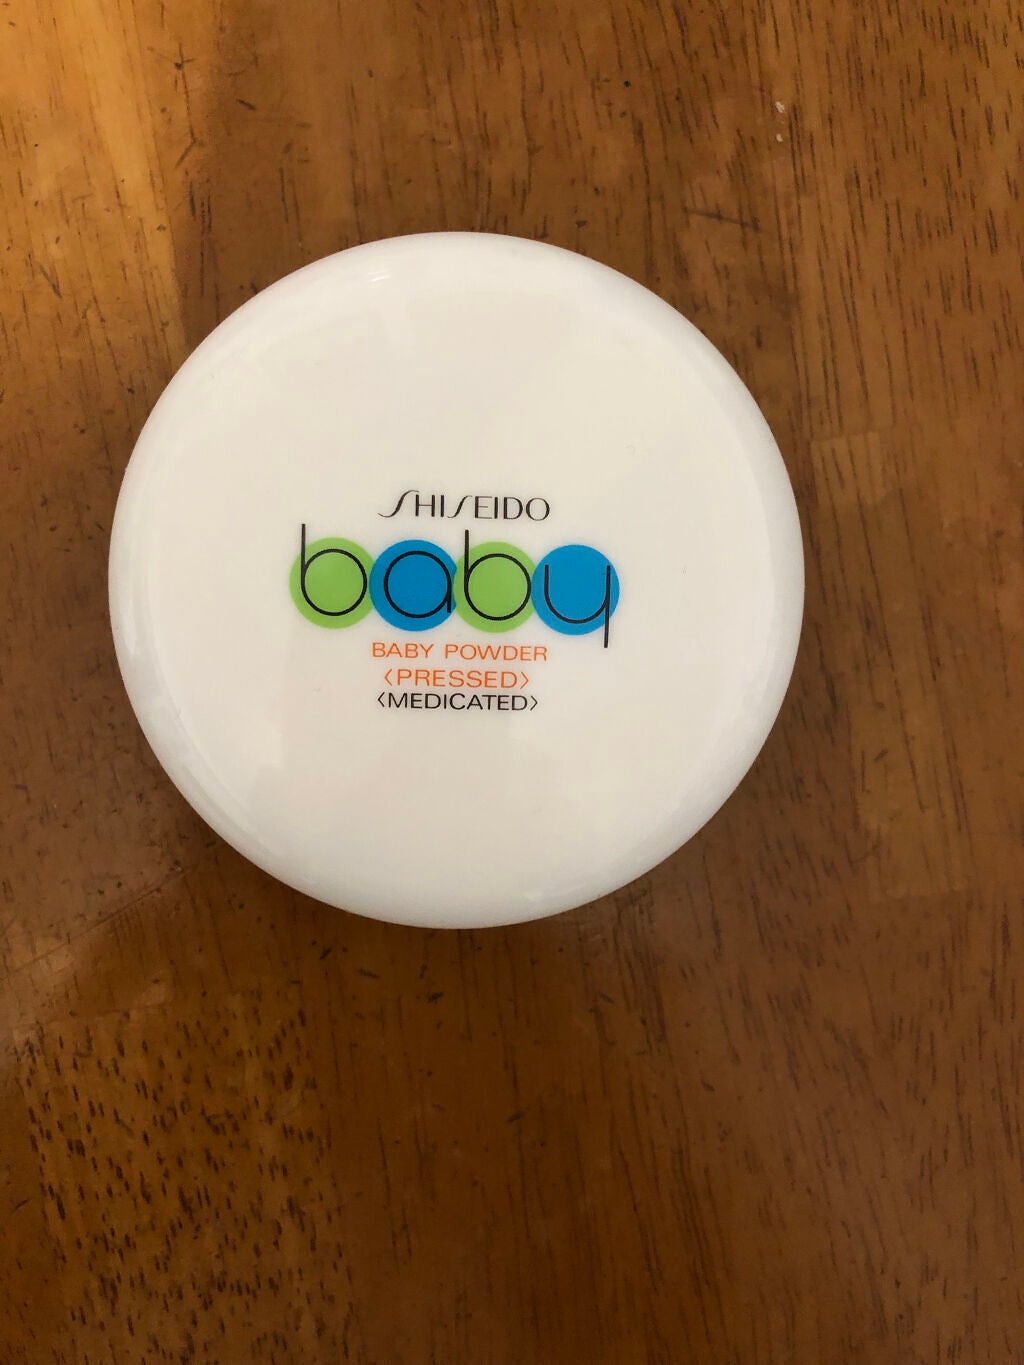 SHISEIDO
baby
BABY POWDER
〈PRESSED〉
〈MEDICATED〉